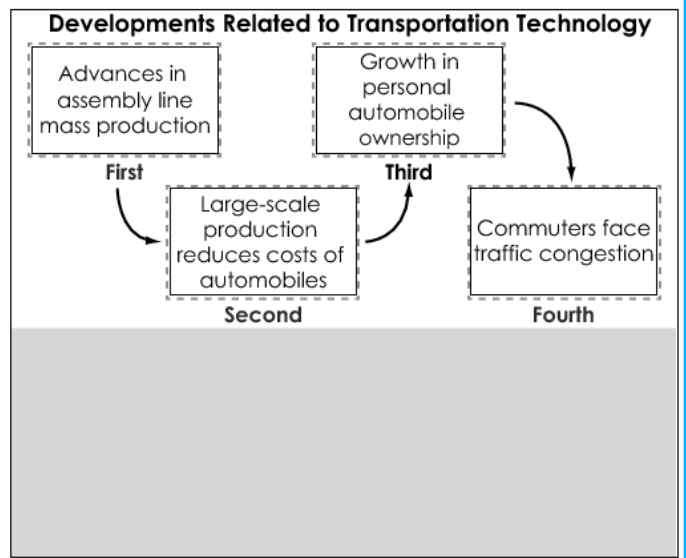 Developments Related to Transportation Technology
Advances in
assembly line
mass production
First
Large-scale
production
reduces costs of
automobiles
Second
Growth in
personal
automobile
ownership
Third
Commuters face
traffic congestion
Fourth